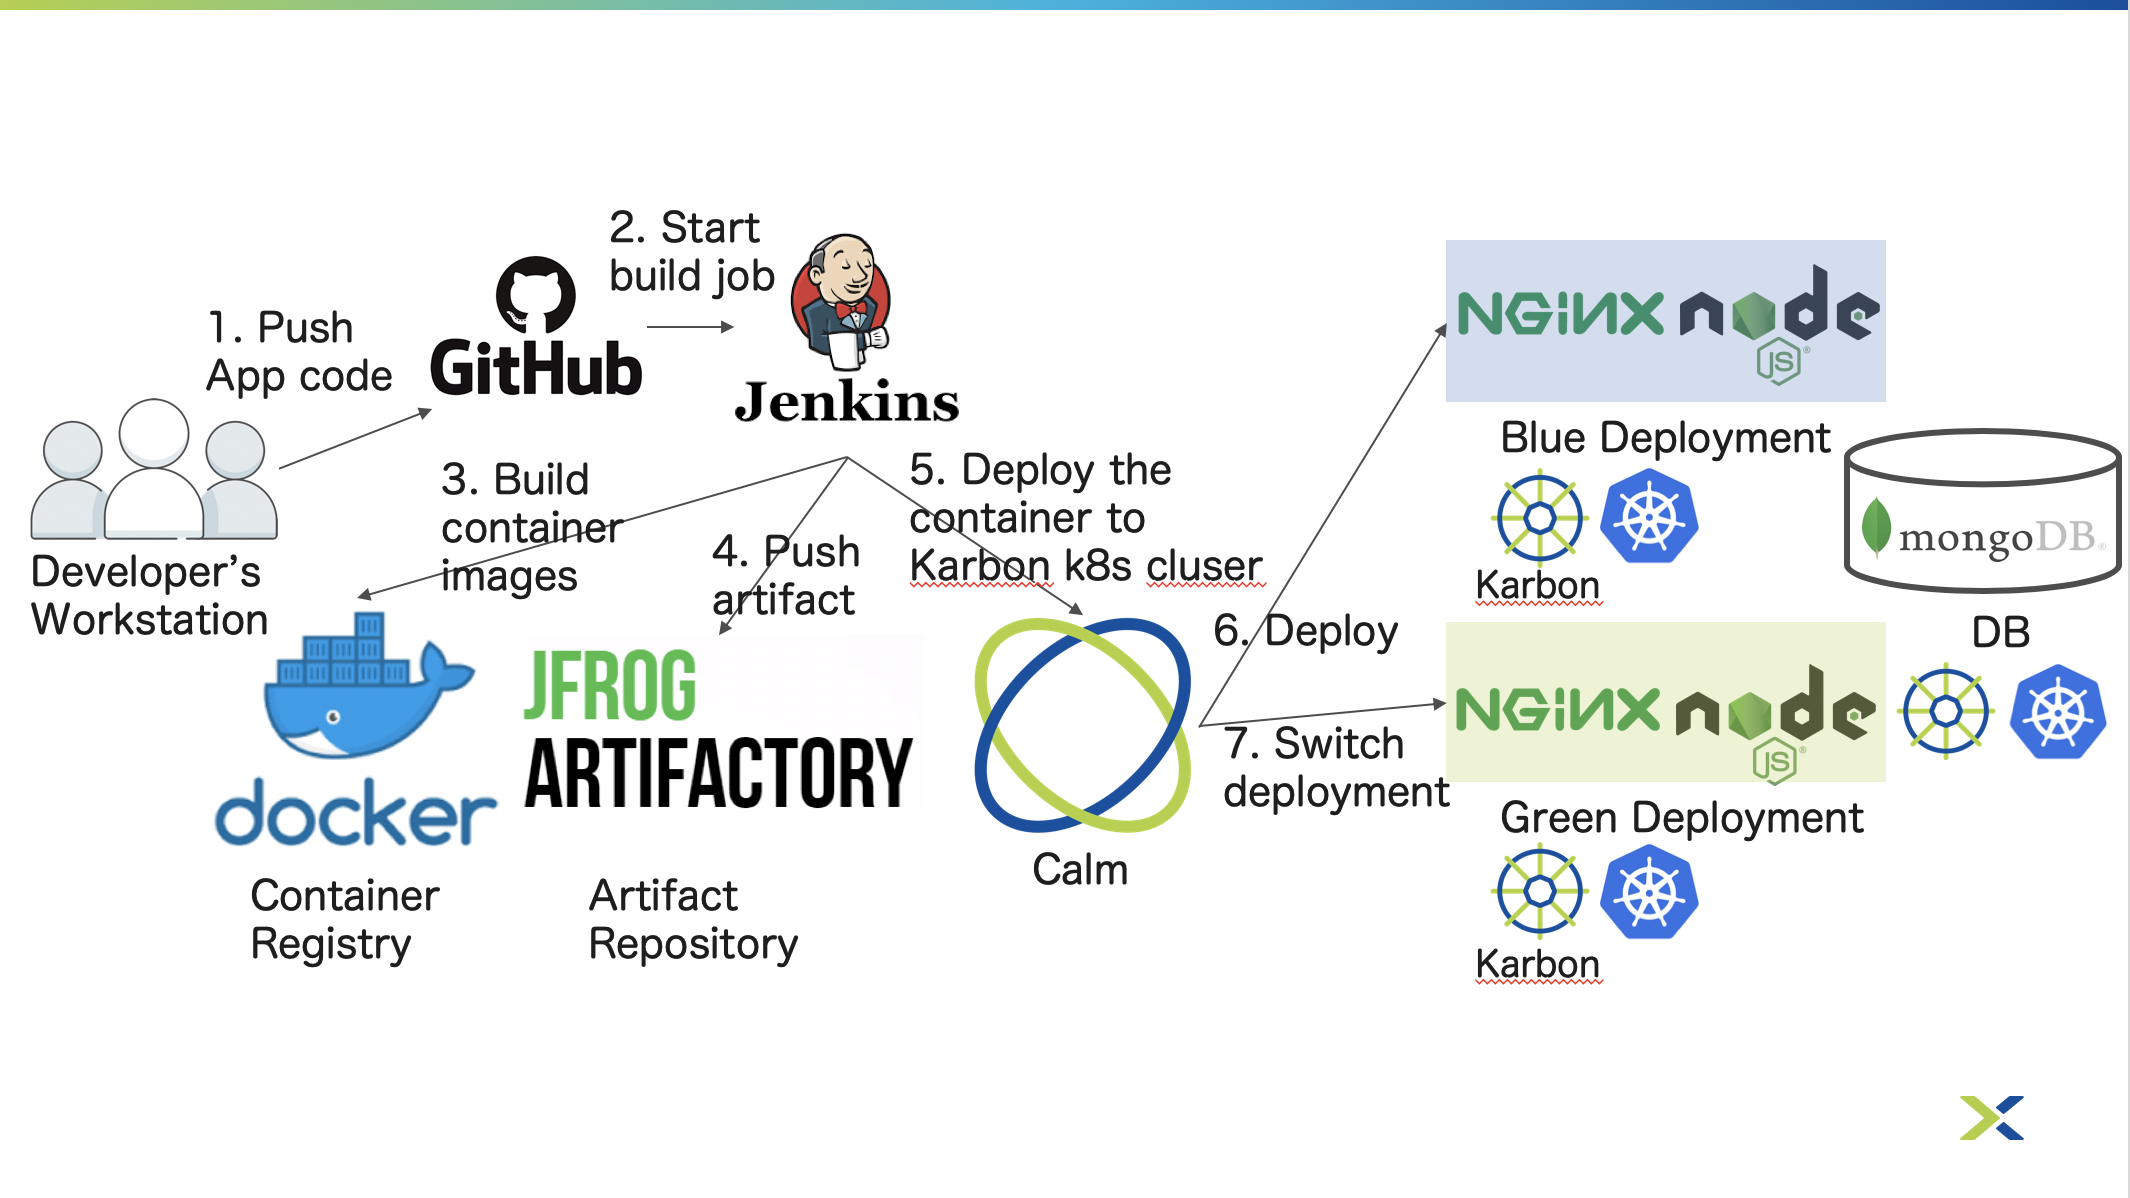 1. Push
App code
GitHub
2. Start
build job
Jenkins
Developer’s
Workstation
3. Build
container
images
4. Push
artifact
5. Deploy the
container to
Karbon k8s cluser
docker
Container
Registry
JFROG
ARTIFACTORY
Artifact
Repository
Calm
6. Deploy
7. Switch
deployment
NGINX node
JS®
Blue Deployment
Karbon
mongoDB®
DB
NGINX node
JS®
Green Deployment
Karbon